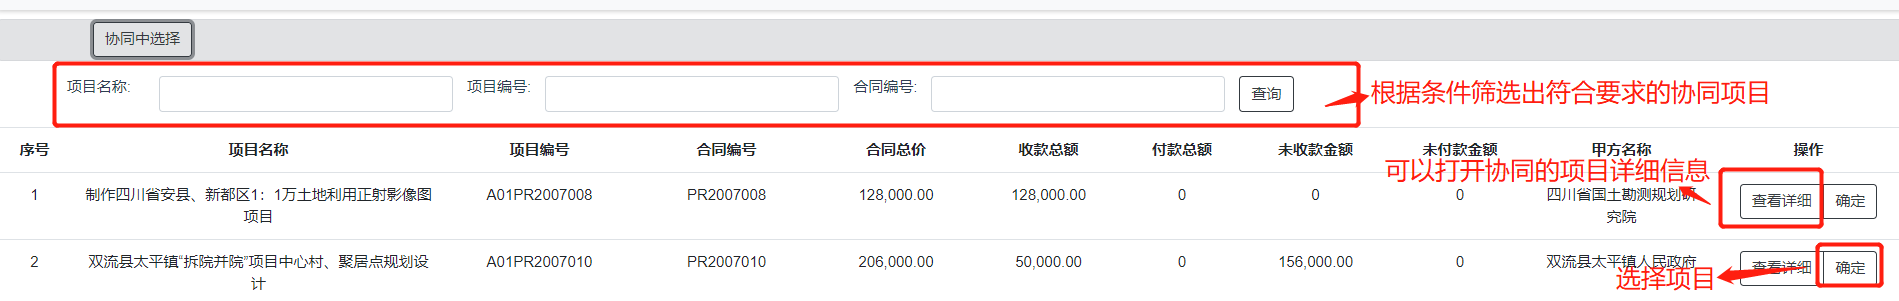 协同中选择
项目名称: 项目编号: 合同编号: 查询
根据条件筛选出符合要求的协同项目
序号 项目名称 项目编号 合同编号 合同总价 收款总额 付款总额 未收款金额 未付款金额 甲方名称 操作
可以打开协同的项目详细信息
1 制作四川省安县、新都区1：1万土地利用正射影像图 A01PR2007008 PR2007008 128,000.00 128,000.00 0 0 0 四川省国土勘测规划研 查看详细 确定
项目 究院
2 双流县太平镇“拆院并院”项目中心村、聚居点规划设 A01PR2007010 PR2007010 206,000.00 50,000.00 0 156,000.00 0 双流县太平镇人民政府 查看详细 确定
计
选择项目